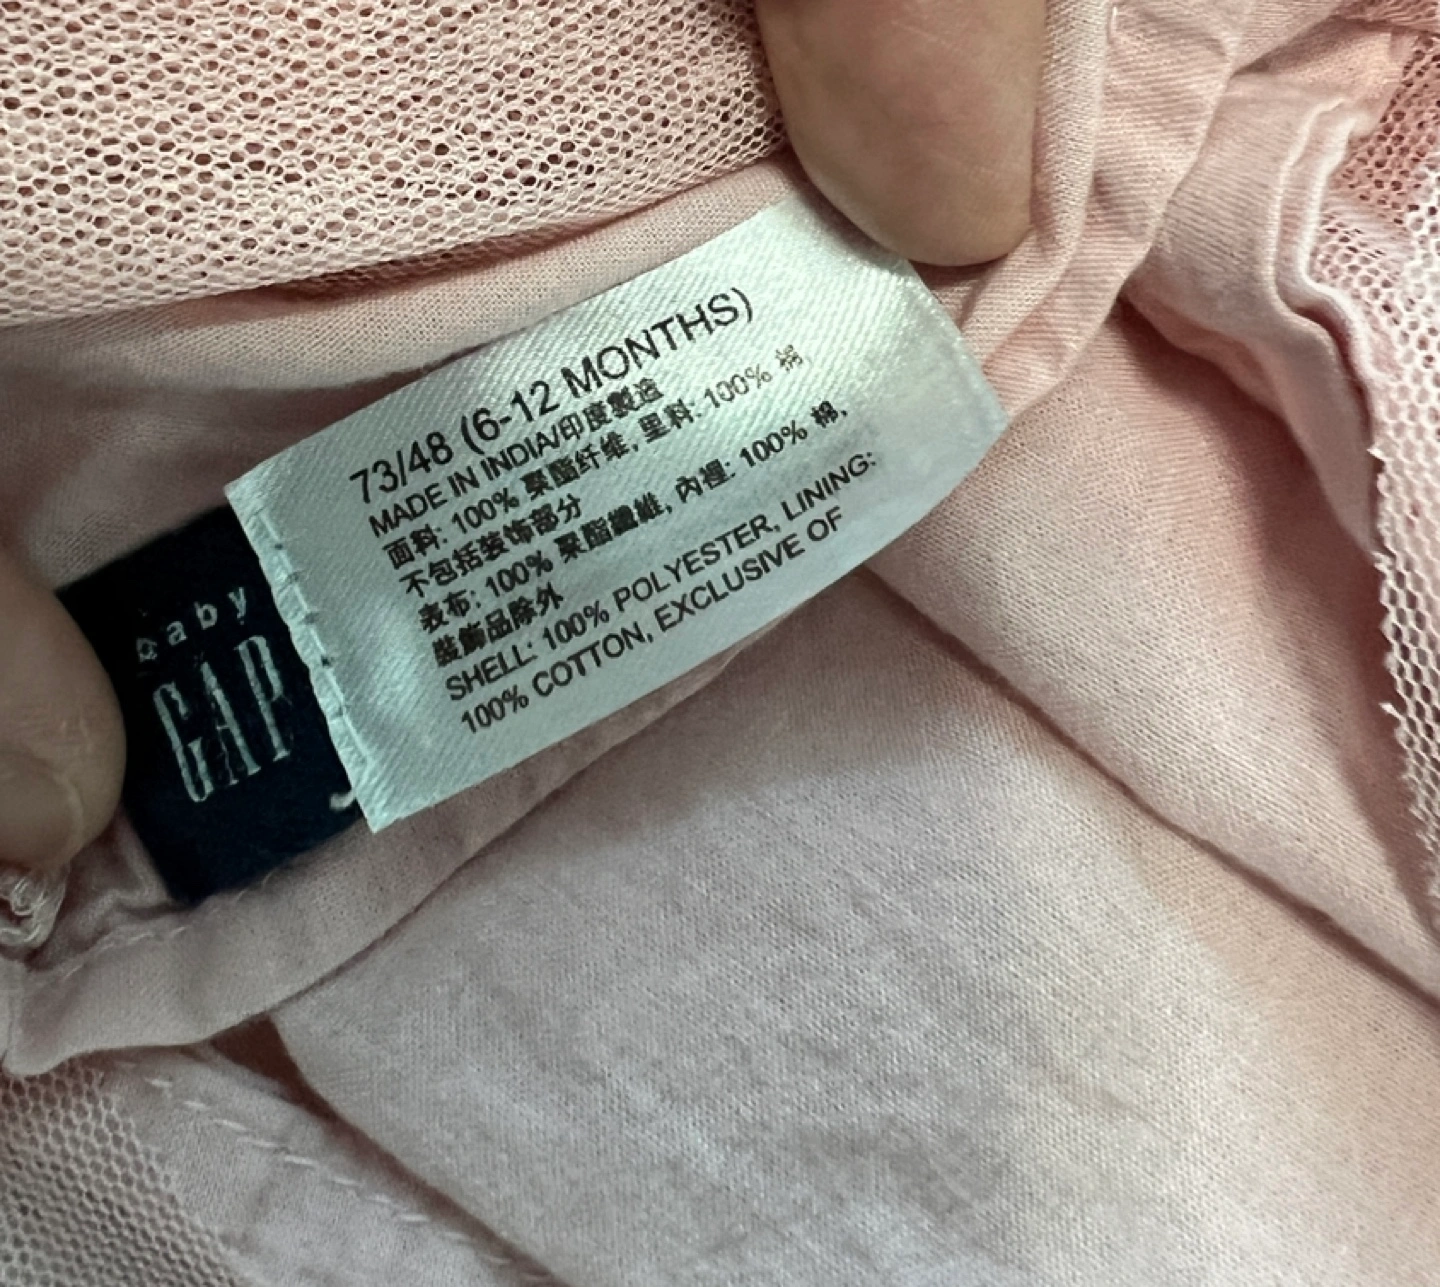 73/48 (6-12 MONTHS)
MADE IN INDIA/印度製造
面料: 100% 聚酯纤维, 里料: 100% 棉,
不包括装饰部分
表布: 100% 聚酯纖維, 內裡: 100% 棉,
裝飾品除外
SHELL: 100% POLYESTER, LINING:
100% COTTON, EXCLUSIVE OF
baby
GAP